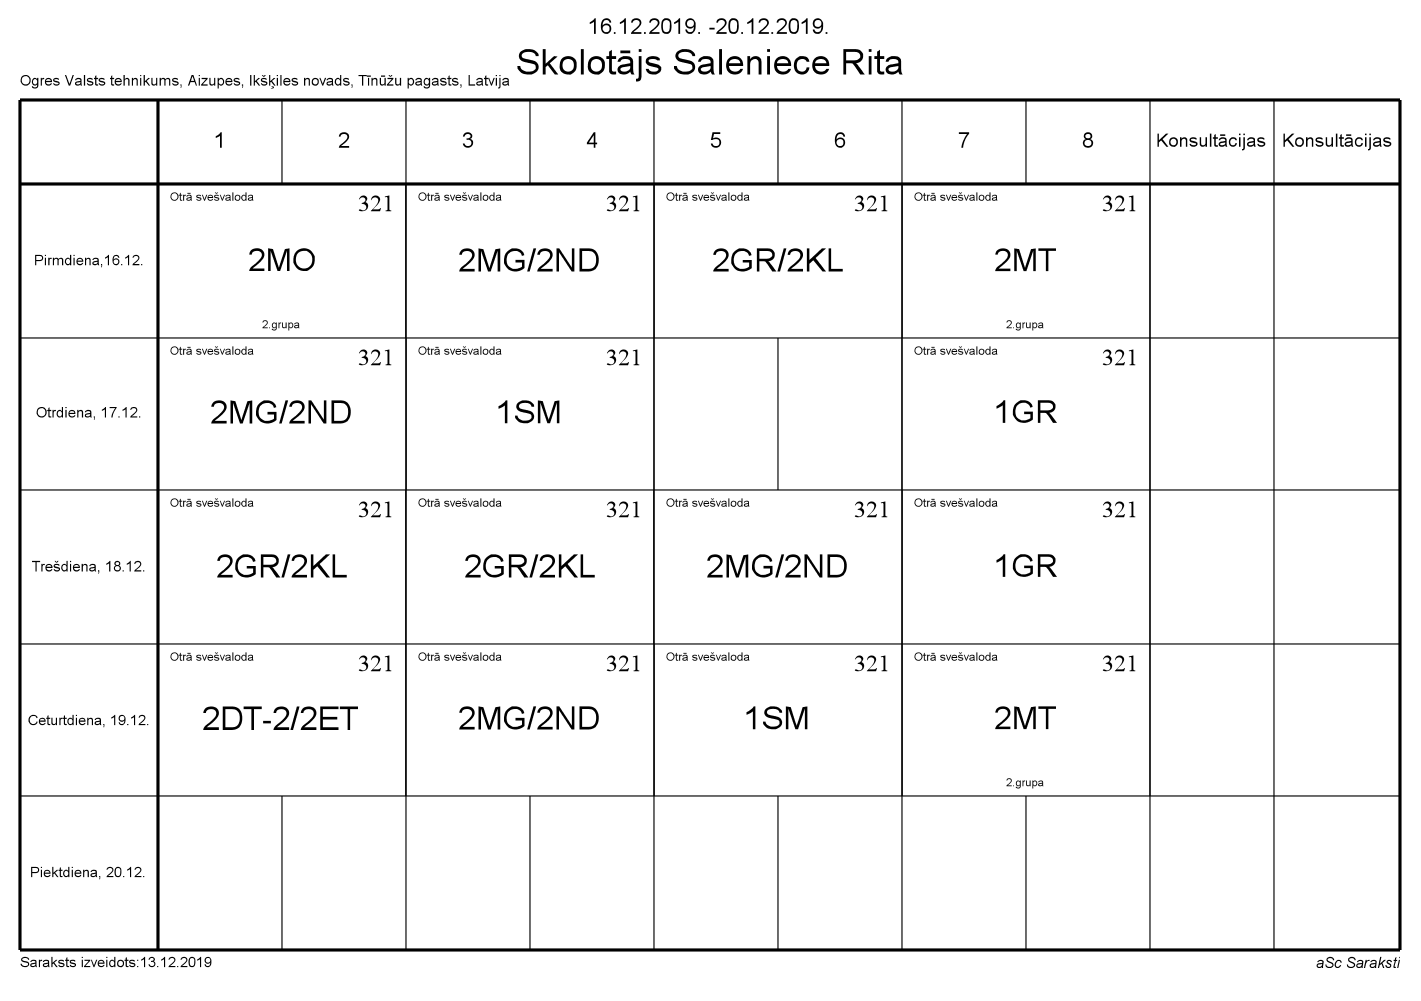 16.12.2019. -20.12.2019.
Skolotājs Saleniece Rita
Ogres Valsts tehnikums, Aizupes, Ikšķiles novads, Tīnūžu pagasts, Latvija
1 2 3 4 5 6 7 8 Konsultācijas Konsultācijas
Otrā svešvaloda 321 Otrā svešvaloda 321 Otrā svešvaloda 321 Otrā svešvaloda 321
Pirmdiena,16.12. 2MO 2MG/2ND 2GR/2KL 2MT
2.grupa 2.grupa
Otrā svešvaloda 321 Otrā svešvaloda 321 Otrā svešvaloda 321
Otrdiena, 17.12. 2MG/2ND 1SM 1GR
Otrā svešvaloda 321 Otrā svešvaloda 321 Otrā svešvaloda 321 Otrā svešvaloda 321
Trešdiena, 18.12. 2GR/2KL 2GR/2KL 2MG/2ND 1GR
Otrā svešvaloda 321 Otrā svešvaloda 321 Otrā svešvaloda 321 Otrā svešvaloda 321
Ceturtdiena, 19.12. 2DT-2/2ET 2MG/2ND 1SM 2MT
2.grupa
Piektdiena, 20.12.
Saraksts izveidots:13.12.2019 aSc Saraksti